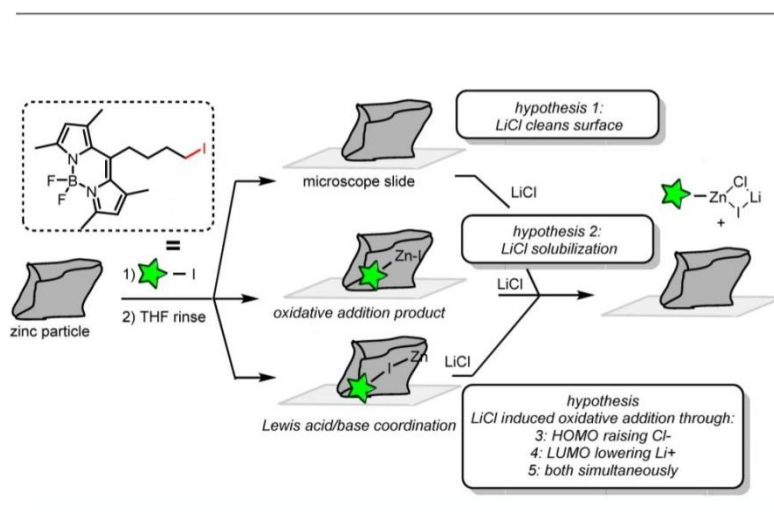 hypothesis 1:
LiCl cleans surface
I
N
F-B
N
F
microscope slide
LiCl
Cl
Zn
Li
I
+
=
1) - I
2) THF rinse
zinc particle
Zn-I
oxidative addition product
hypothesis 2:
LiCl solubilization
LiCl
I
Zn
LiCl
Lewis acid/base coordination
hypothesis
LiCl induced oxidative addition through:
3: HOMO raising Cl-
4: LUMO lowering Li+
5: both simultaneously